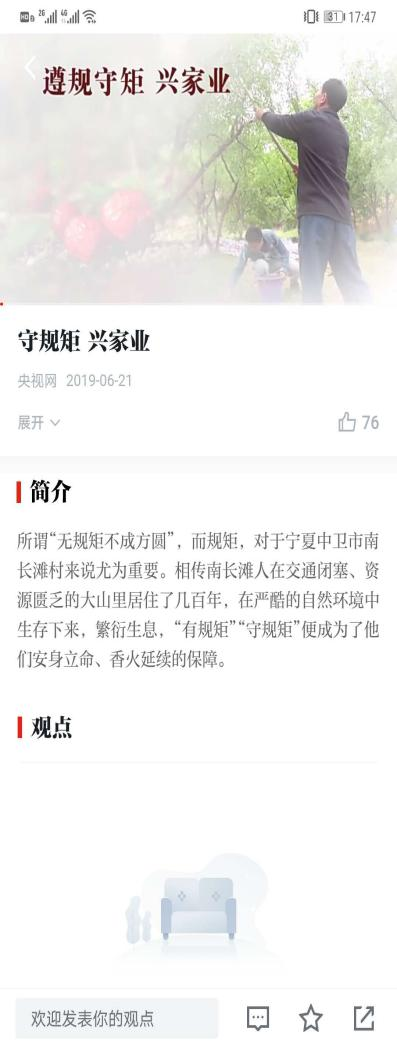 HD B 2G 4G 31 17:47
遵规守矩 兴家业
守规矩 兴家业
央视网 2019-06-21
展开 76
简介
所谓“无规矩不成方圆”，而规矩，对于宁夏中卫市南
长滩村来说尤为重要。相传南长滩人在交通闭塞、资
源匮乏的大山里居住了几百年，在严酷的自然环境中
生存下来，繁衍生息，“有规矩”“守规矩”便成为了他
们安身立命、香火延续的保障。
观点
欢迎发表你的观点